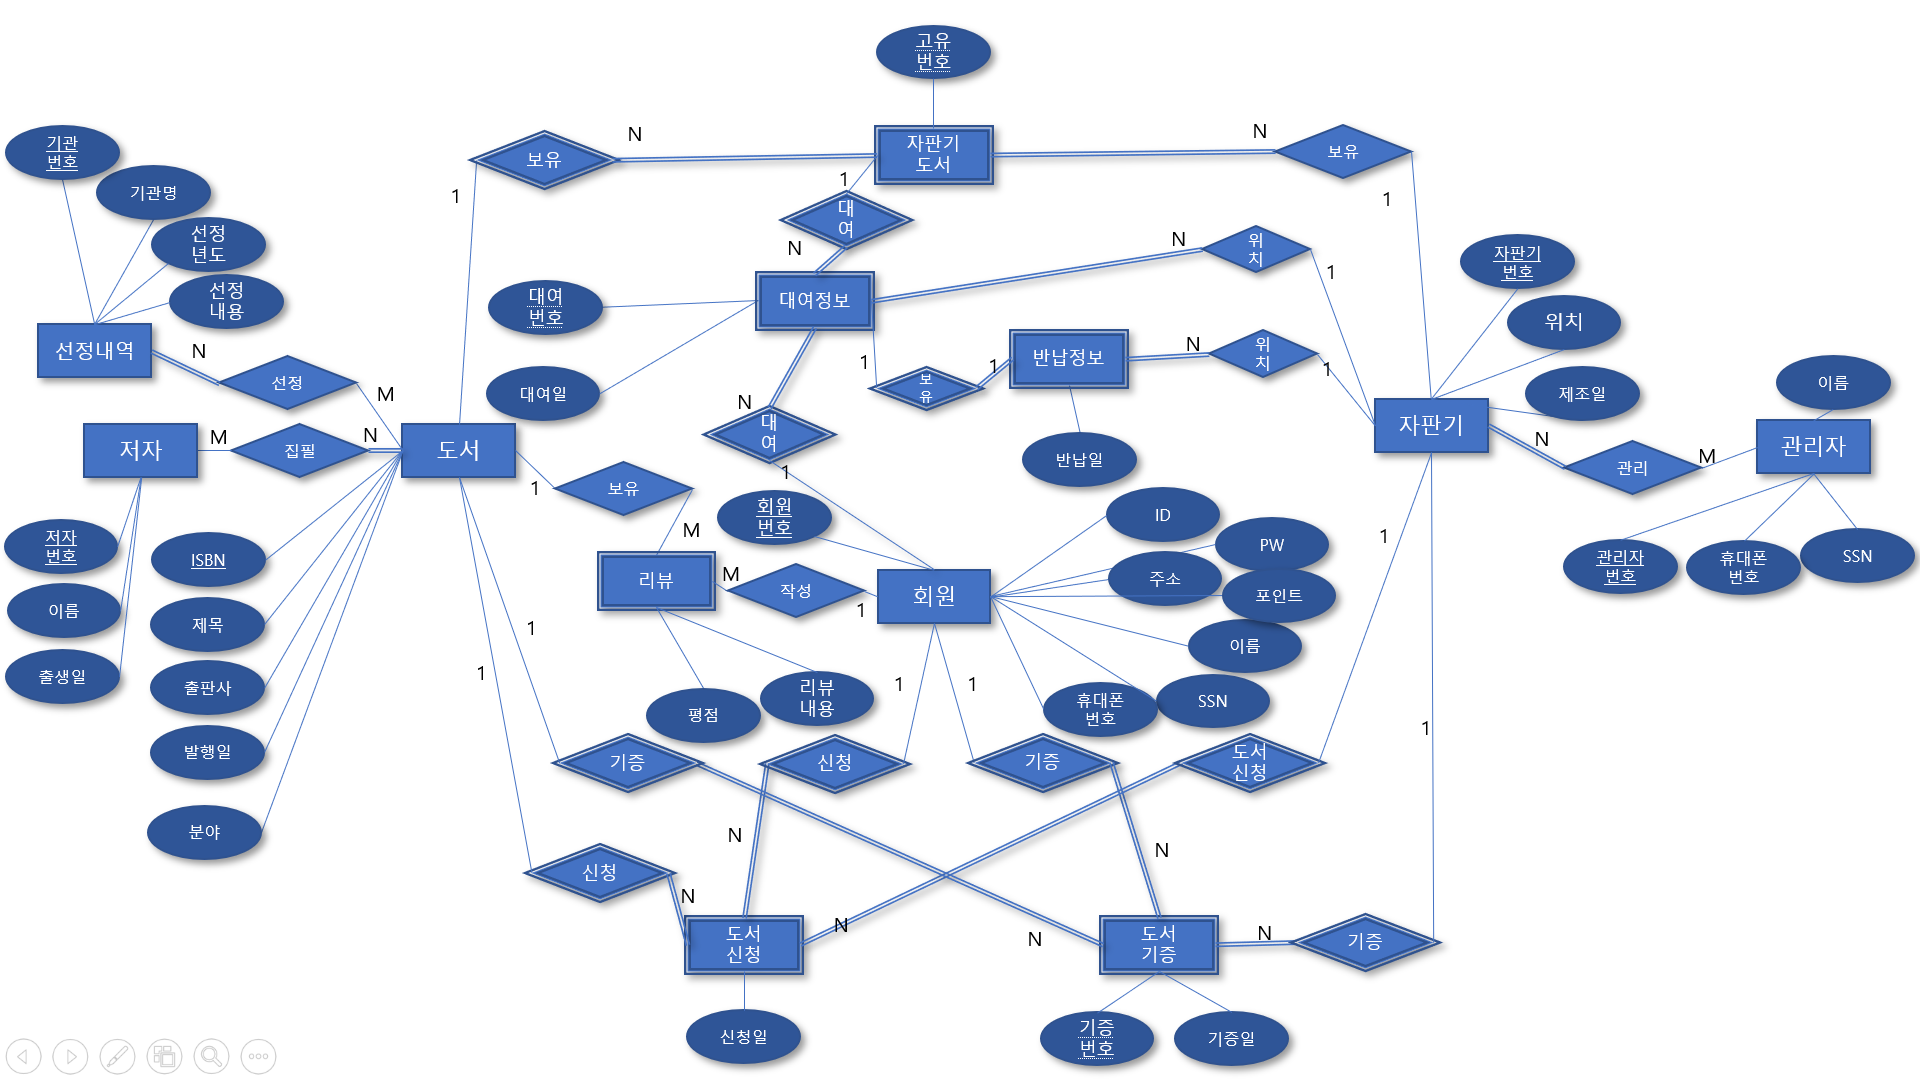 고유
번호
N
N
자판기
도서
보유
보유
기관
번호
1
1
1
기관명
대
여
선정
년도
N
N
위
치
1
자판기
번호
선정
내용
대여
번호
대여정보
위치
선정내역
N
선정
M
대여일
1
보
유
1
반납정보
N
위
치
1
제조일
이름
저자
M
집필
N
도서
N
대
여
1
반납일
자판기
N
관리
M
관리자
1
보유
M
회원
번호
ID
PW
1
저자
번호
ISBN
관리자
번호
휴대폰
번호
SSN
리뷰
M
작성
1
회원
주소
포인트
이름
제목
1
이름
출생일
출판사
1
평점
리뷰
내용
1
1
휴대폰
번호
SSN
1
발행일
기증
신청
기증
도서
신청
분야
N
N
신청
N
도서
신청
N
N
도서
기증
N
기증
신청일
기증
번호
기증일